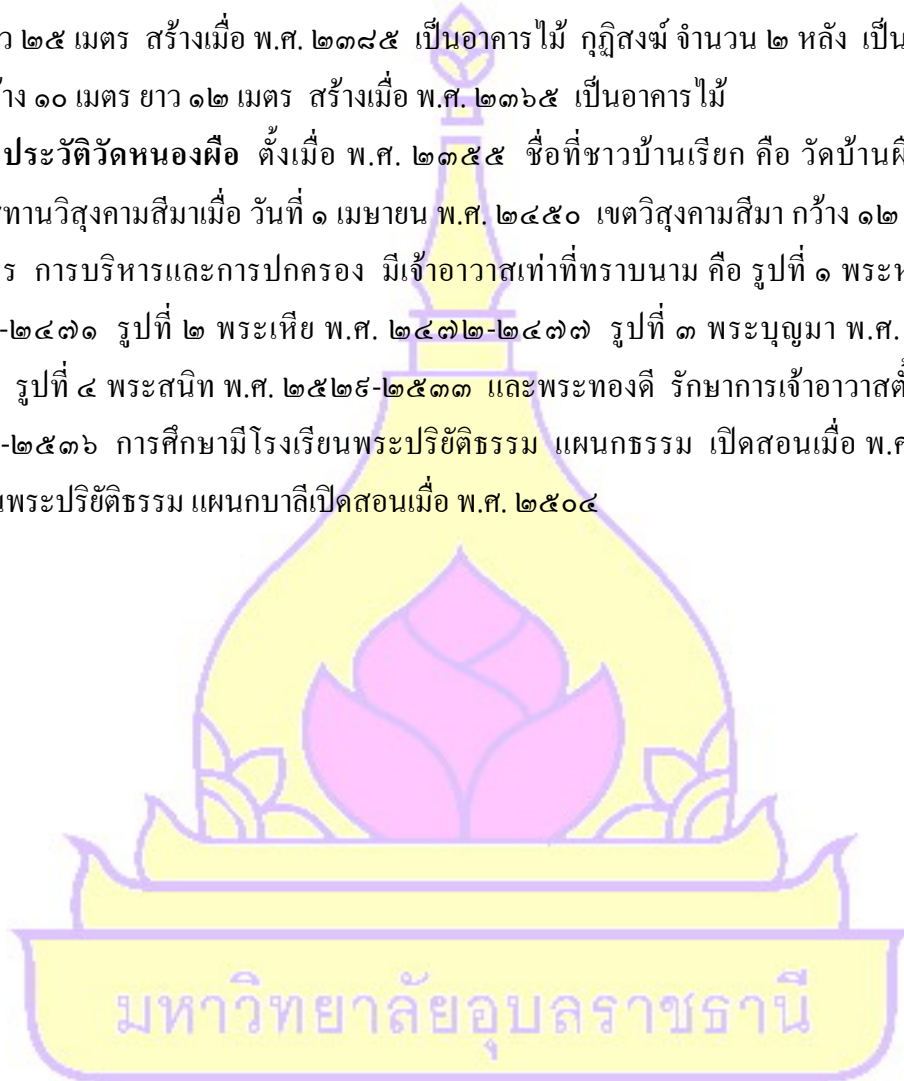 ว ๒๕ เมตร สร้างเมื่อ พ.ศ. ๒๓๘๕ เป็นอาคารไม้ กุฏิสงฆ์ จำนวน ๒ หลัง เป็น
าง ๑๐ เมตร ยาว ๑๒ เมตร สร้างเมื่อ พ.ศ. ๒๓๖๕ เป็นอาคารไม้
ประวัติวัดหนองผือ ตั้งเมื่อ พ.ศ. ๒๓๕๕ ชื่อที่ชาวบ้านเรียก คือ วัดบ้านผื
ทานวิสุงคามสีมาเมื่อ วันที่ ๑ เมษายน พ.ศ. ๒๔๕๐ เขตวิสุงคามสีมา กว้าง ๑๒
ร การบริหารและการปกครอง มีเจ้าอาวาสเท่าที่ทราบนาม คือ รูปที่ ๑ พระห
-๒๔๗๑ รูปที่ ๒ พระเหีย พ.ศ. ๒๔๗๒-๒๔๗๗ รูปที่ ๓ พระบุญมา พ.ศ.
รูปที่ ๔ พระสนิท พ.ศ. ๒๕๒๙-๒๕๓๓ และพระทองดี รักษาการเจ้าอาวาสตั้
-๒๕๓๖ การศึกษามีโรงเรียนพระปริยัติธรรม แผนกธรรม เปิดสอนเมื่อ พ.ศ
นพระปริยัติธรรม แผนกบาลีเปิดสอนเมื่อ พ.ศ. ๒๕๐๔
มหาวิทยาลัยอุบลราชธานี